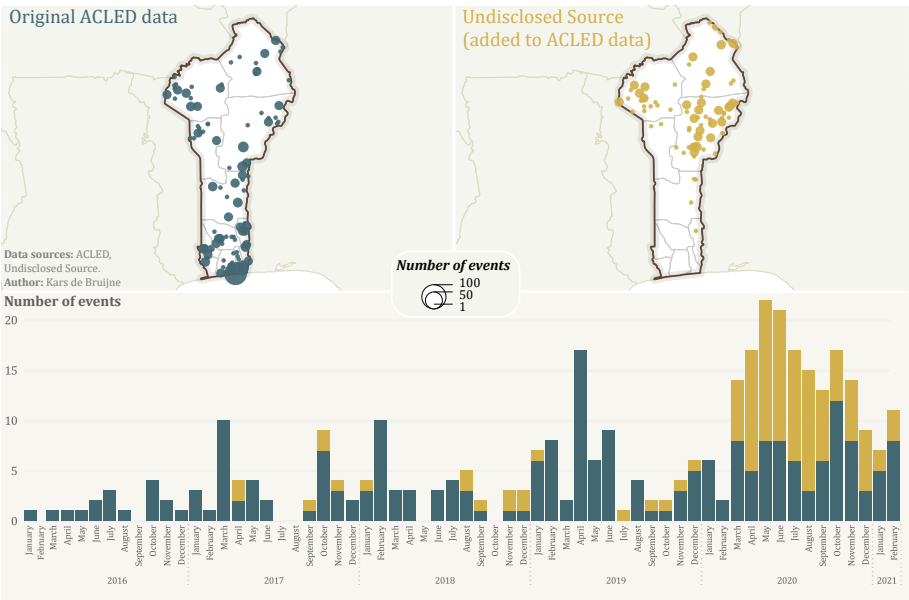 Original ACLED data
Undisclosed Source
(added to ACLED data)
Data sources: ACLED,
Undisclosed Source.
Author: Kars de Bruijne
Number of events
100
50
1
Number of events
20
15
10
5
0
January February March April May June July August September October November December January February March April May June July August September October November December January February March April May June July August September October November December January February March April May June July August September October November December January February March April May June July August September October November December January February
2016 2017 2018 2019 2020 2021